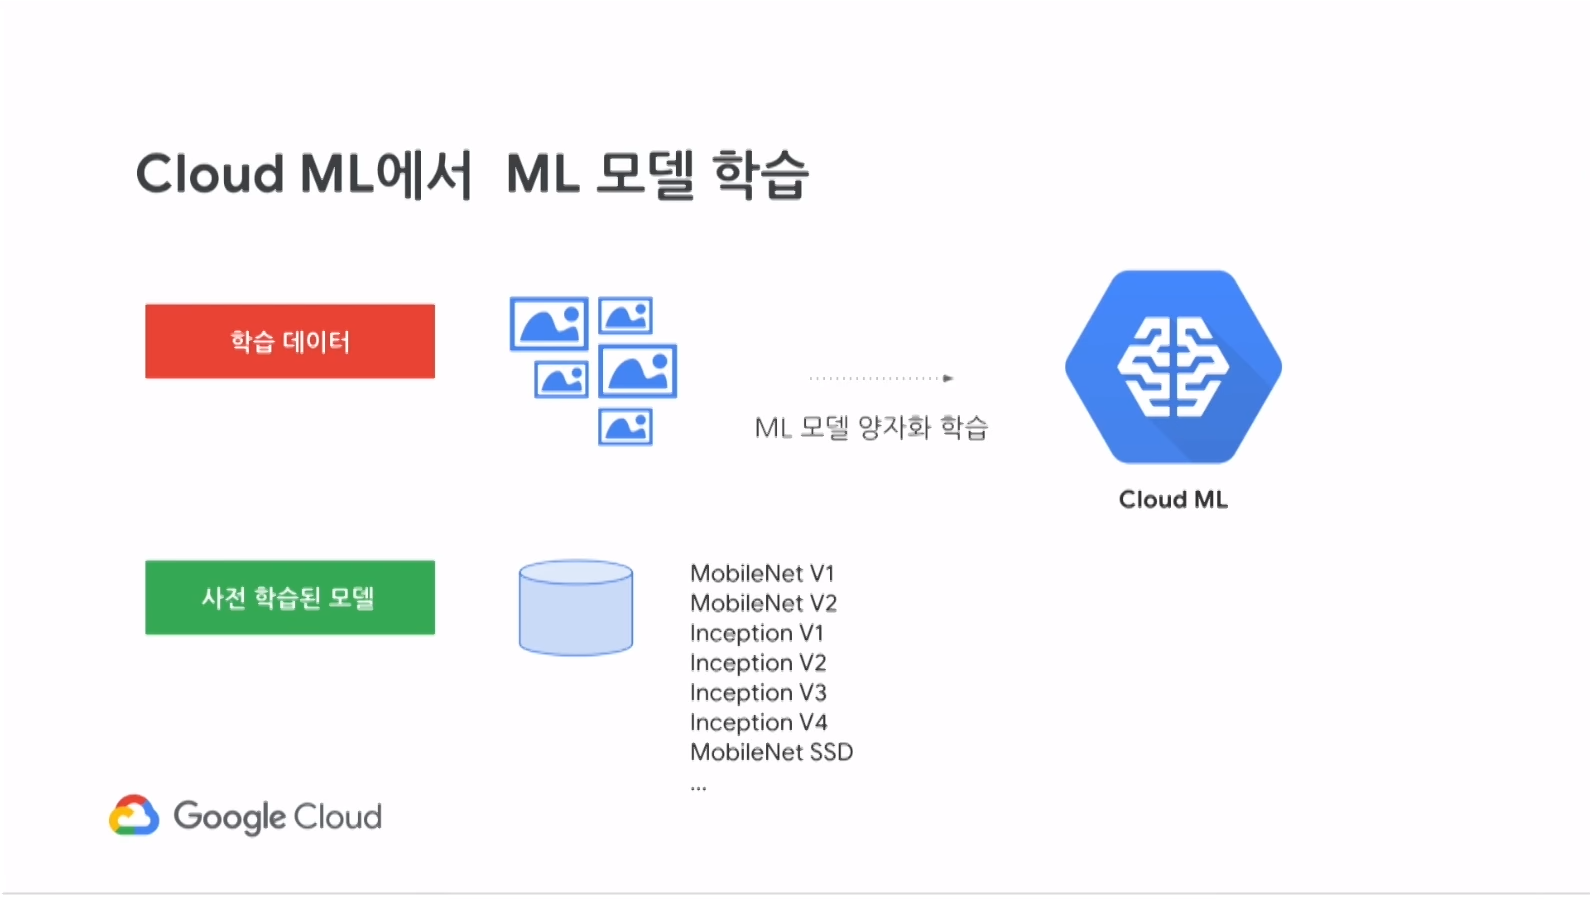 Cloud ML에서 ML 모델 학습
학습 데이터
ML 모델 양자화 학습
Cloud ML
사전 학습된 모델
MobileNet V1
MobileNet V2
Inception V1
Inception V2
Inception V3
Inception V4
MobileNet SSD
...
Google Cloud